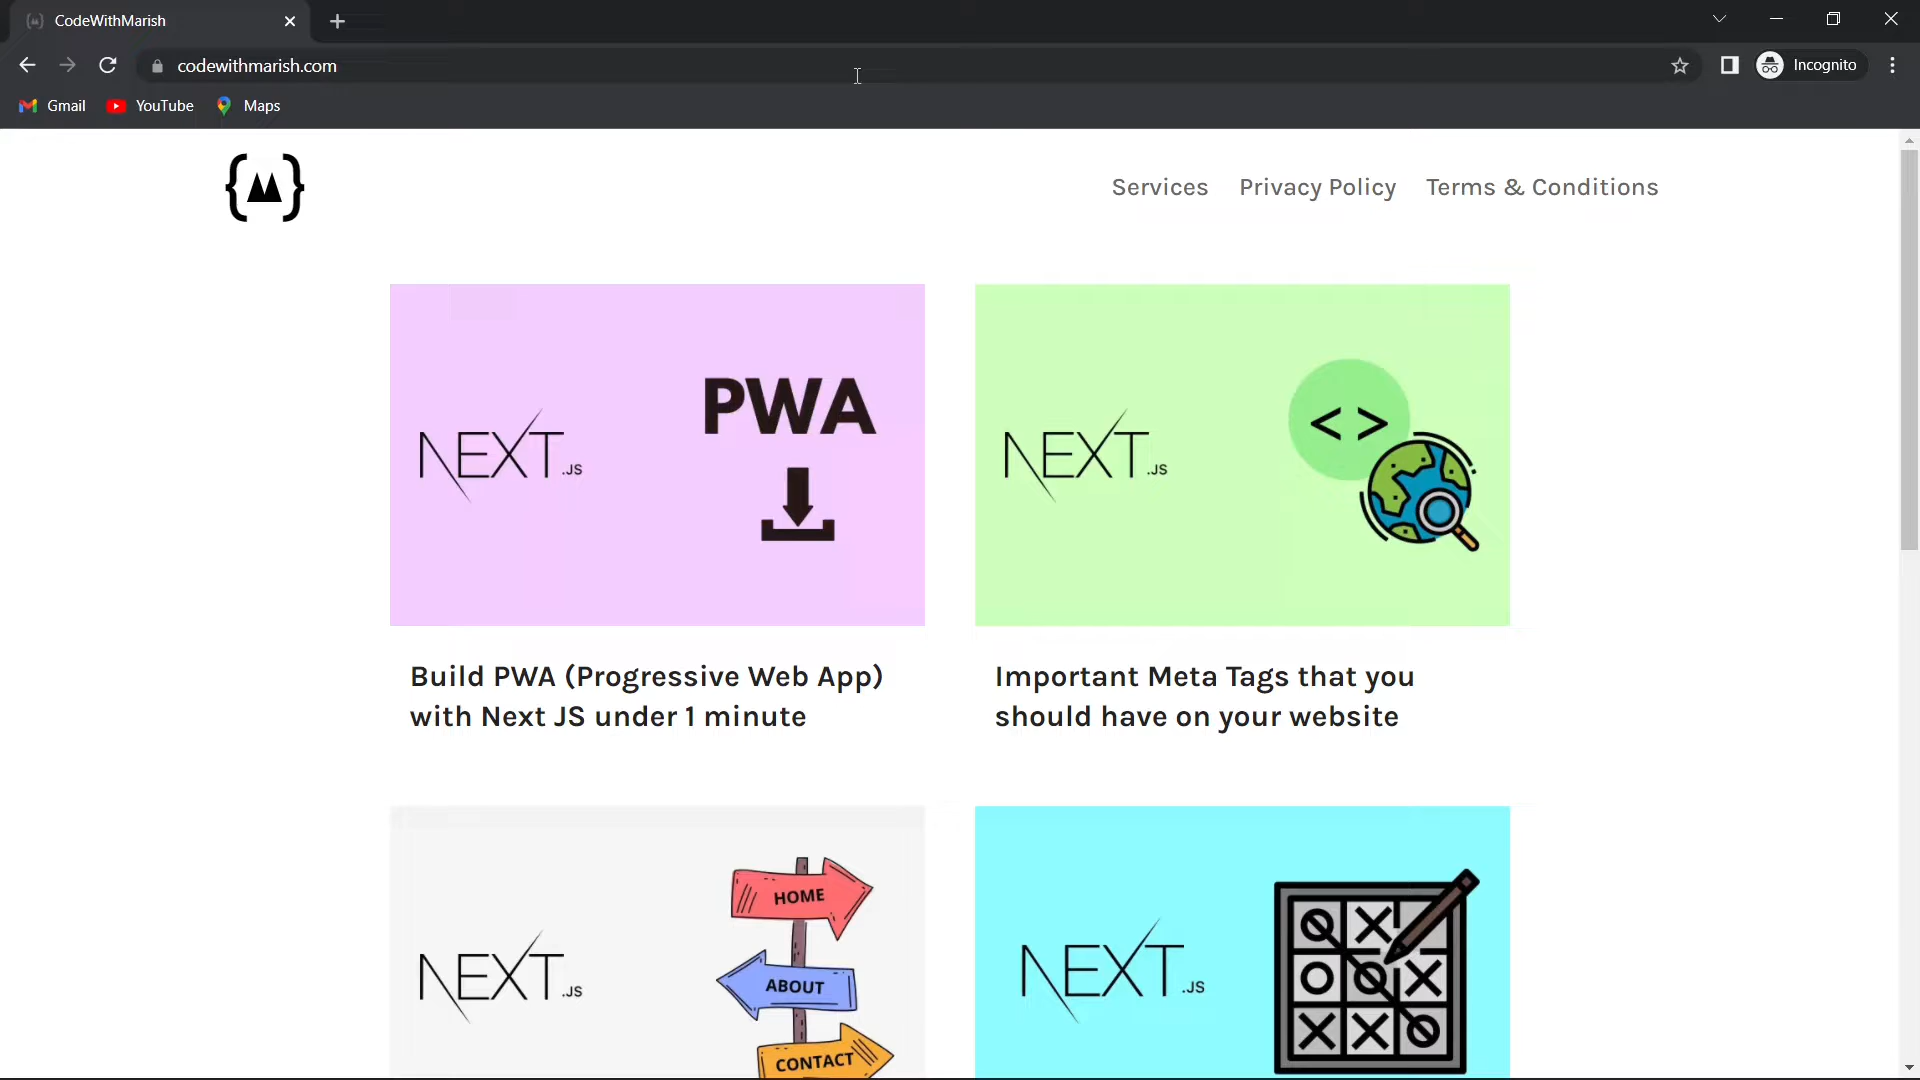 CodeWithMarish
codewithmarish.com
Incognito
Gmail
YouTube
Maps
Services
Privacy Policy
Terms & Conditions
NEXT.JS
PWA
NEXT.JS
< >
Build PWA (Progressive Web App)
with Next JS under 1 minute
Important Meta Tags that you
should have on your website
NEXT.JS
HOME
ABOUT
CONTACT
NEXT.JS